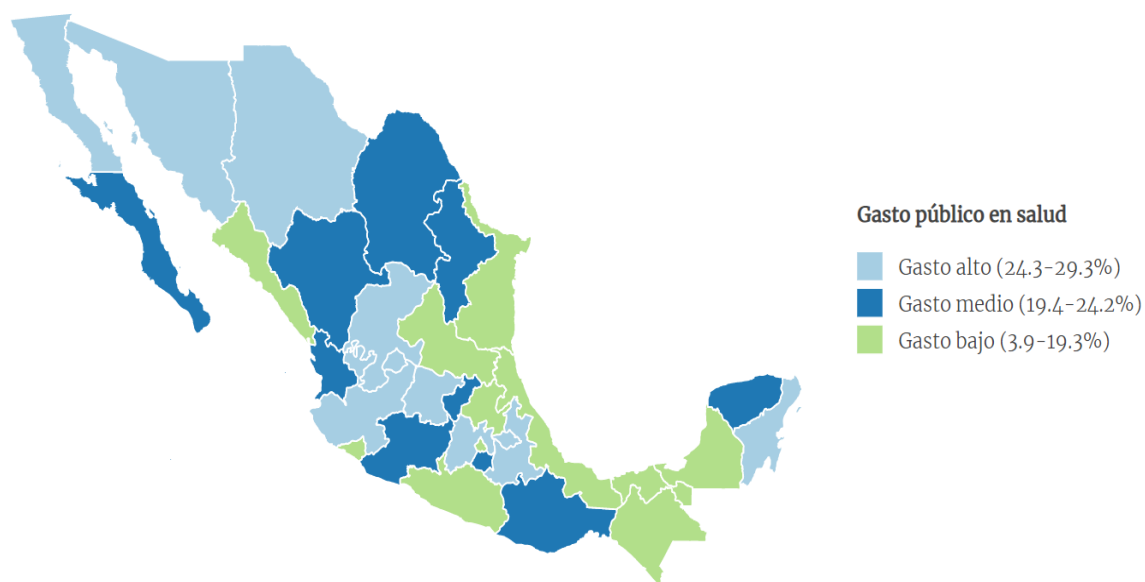 Gasto público en salud
Gasto alto (24.3-29.3%)
Gasto medio (19.4-24.2%)
Gasto bajo (3.9-19.3%)